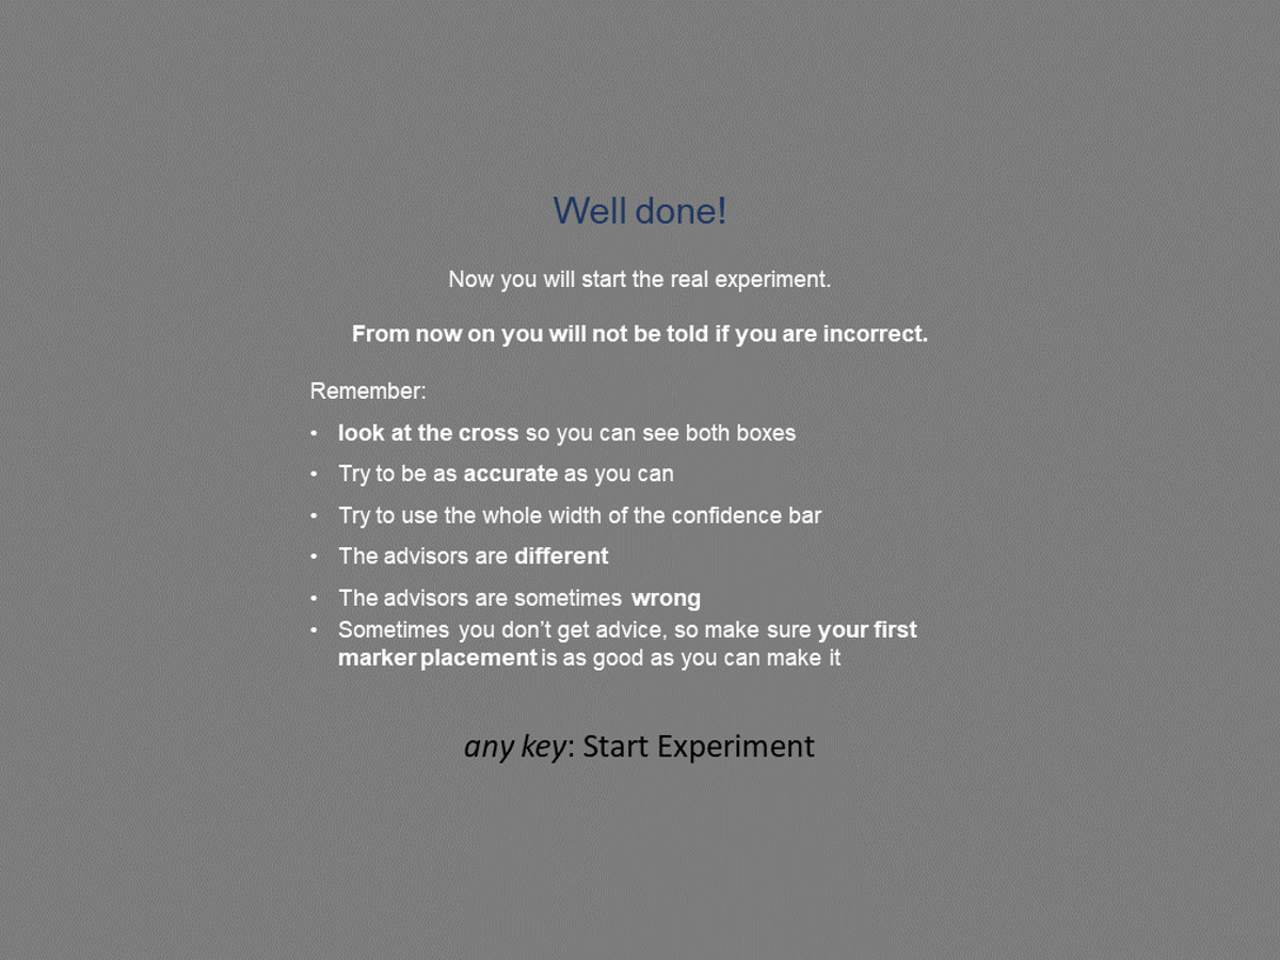 Well done!
Now you will start the real experiment.
From now on you will not be told if you are incorrect.
Remember:
• look at the cross so you can see both boxes
• Try to be as accurate as you can
• Try to use the whole width of the confidence bar
• The advisors are different
• The advisors are sometimes wrong
• Sometimes you don’t get advice, so make sure your first
marker placement is as good as you can make it
any key: Start Experiment